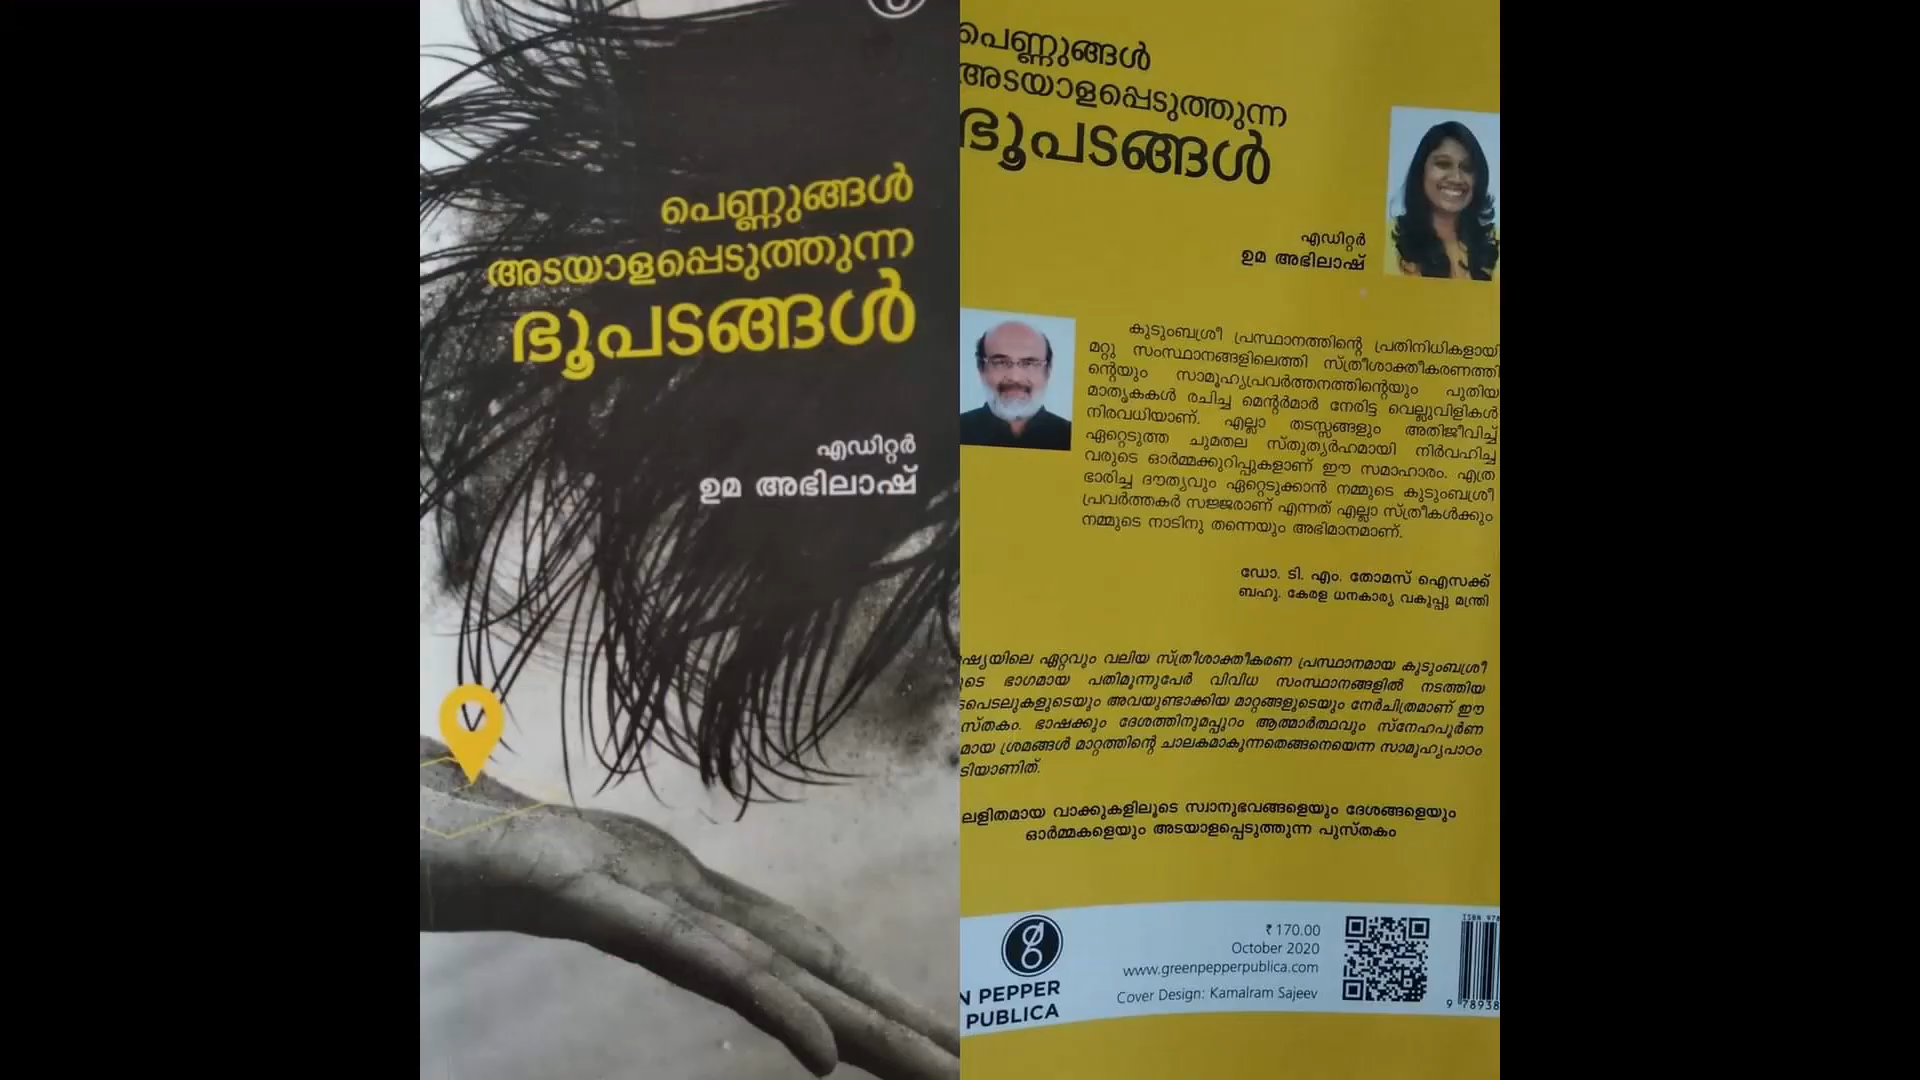 പെണ്ണുങ്ങൾ
അടയാളപ്പെടുത്തുന്ന
ഭൂപടങ്ങൾ
എഡിറ്റർ
ഉമ അഭിലാഷ്
പെണ്ണുങ്ങൾ
അടയാളപ്പെടുത്തുന്ന
ഭൂപടങ്ങൾ
എഡിറ്റർ
ഉമ അഭിലാഷ്
കുടുംബശ്രീ പ്രസ്ഥാനത്തിന്റെ പ്രതിനിധികളായി
മറ്റു സംസ്ഥാനങ്ങളിലെത്തി സ്ത്രീശാക്തീകരണത്തി
ന്റെയും സാമൂഹ്യപ്രവർത്തനത്തിന്റെയും പുതിയ
മാതൃകകൾ രചിച്ച മെന്റർമാർ നേരിട്ട വെല്ലുവിളികൾ
നിരവധിയാണ്. എല്ലാ തടസ്സങ്ങളും അതിജീവിച്ച്
ഏറ്റെടുത്ത ചുമതല സ്തുത്യർഹമായി നിർവഹിച്ച
വരുടെ ഓർമ്മക്കുറിപ്പുകളാണ് ഈ സമാഹാരം. എത്ര
ഭാരിച്ച ദൗത്യവും ഏറ്റെടുക്കാൻ നമ്മുടെ കുടുംബശ്രീ
പ്രവർത്തകർ സജ്ജരാണ് എന്നത് എല്ലാ സ്ത്രീകൾക്കും
നമ്മുടെ നാടിനു തന്നെയും അഭിമാനമാണ്.
ഡോ. ടി. എം. തോമസ് ഐസക്ക്
ബഹു. കേരള ധനകാര്യ വകുപ്പു മന്ത്രി
ഷ്യയിലെ ഏറ്റവും വലിയ സ്ത്രീശാക്തീകരണ പ്രസ്ഥാനമായ കുടുംബശ്രീ
ടെ ഭാഗമായ പതിമൂന്നുപേർ വിവിധ സംസ്ഥാനങ്ങളിൽ നടത്തിയ
പെടലുകളുടെയും അവയുണ്ടാക്കിയ മാറ്റങ്ങളുടെയും നേർചിത്രമാണ് ഈ
സ്തകം. ഭാഷക്കും ദേശത്തിനുമപ്പുറം ആത്മാർത്ഥവും സ്നേഹപൂർണ
മായ ശ്രമങ്ങൾ മാറ്റത്തിന്റെ ചാലകമാകുന്നതെങ്ങനെയെന്ന സാമൂഹ്യപാഠം
ടിയാണിത്.
ലളിതമായ വാക്കുകളിലൂടെ സ്വാനുഭവങ്ങളെയും ദേശങ്ങളെയും
ഓർമ്മകളെയും അടയാളപ്പെടുത്തുന്ന പുസ്തകം
₹ 170.00
October 2020
www.greenpepperpublica.com
Cover Design: Kamalram Sajeev
N PEPPER
PUBLICA
ISBN 978
9 78938